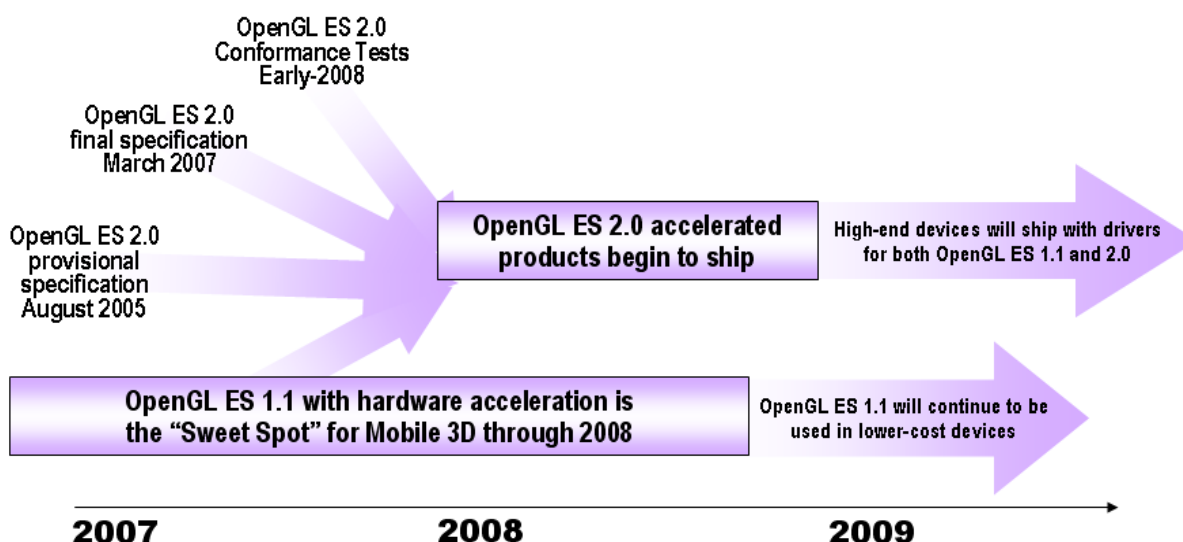 OpenGL ES 2.0
Conformance Tests
Early-2008
OpenGL ES 2.0
final specification
March 2007
OpenGL ES 2.0
provisional
specification
August 2005
OpenGL ES 2.0 accelerated
products begin to ship
High-end devices will ship with drivers
for both OpenGL ES 1.1 and 2.0
OpenGL ES 1.1 with hardware acceleration is
the “Sweet Spot” for Mobile 3D through 2008
OpenGL ES 1.1 will continue to be
used in lower-cost devices
2007
2008
2009